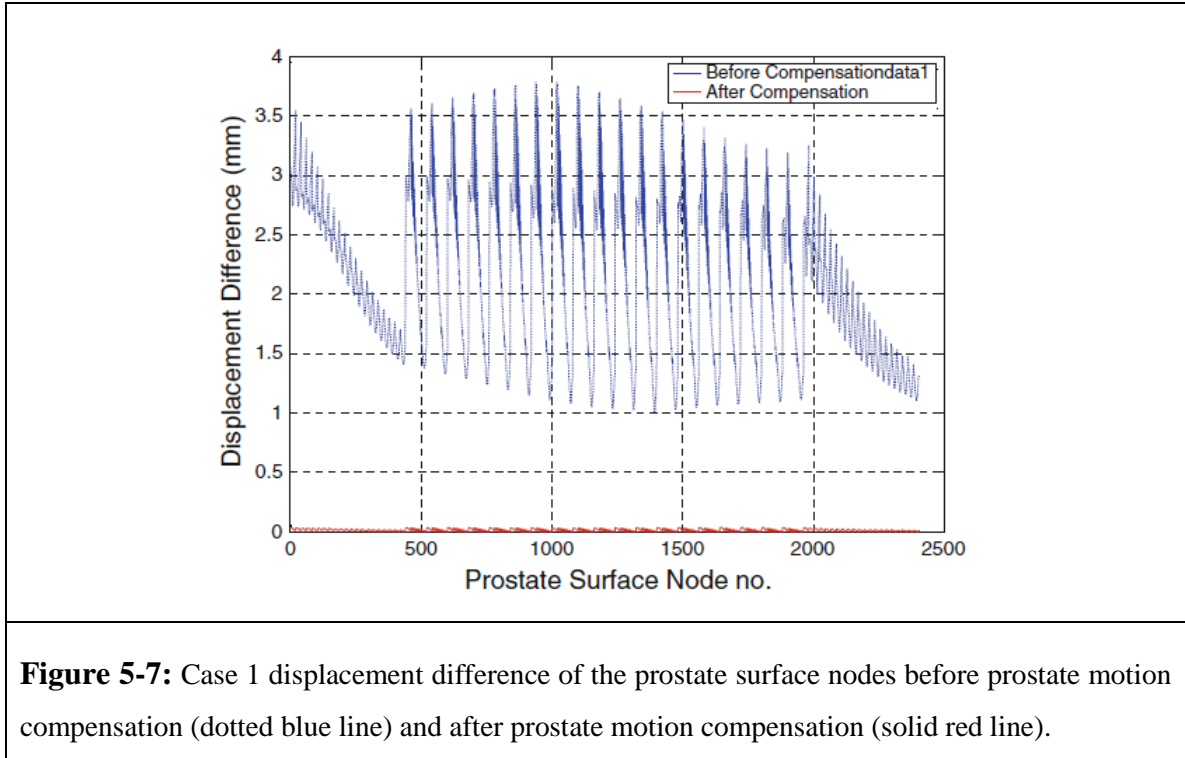 4
3.5
3
2.5
2
1.5
1
0.5
0
Displacement Difference (mm)
Before Compensationdata1
After Compensation
0 500 1000 1500 2000 2500
Prostate Surface Node no.
Figure 5-7: Case 1 displacement difference of the prostate surface nodes before prostate motion
compensation (dotted blue line) and after prostate motion compensation (solid red line).